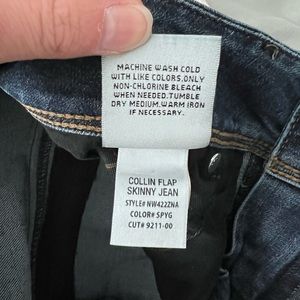 MACHINE WASH COLD
WITH LIKE COLORS.ONLY
NON-CHLORINE BLEACH
WHEN NEEDED.TUMBLE
DRY MEDIUM.WARM IRON
IF NECESSARY.
COLLIN FLAP
SKINNY JEAN
STYLE# NW422ZNA
COLOR# SPYG
CUT# 9211-00